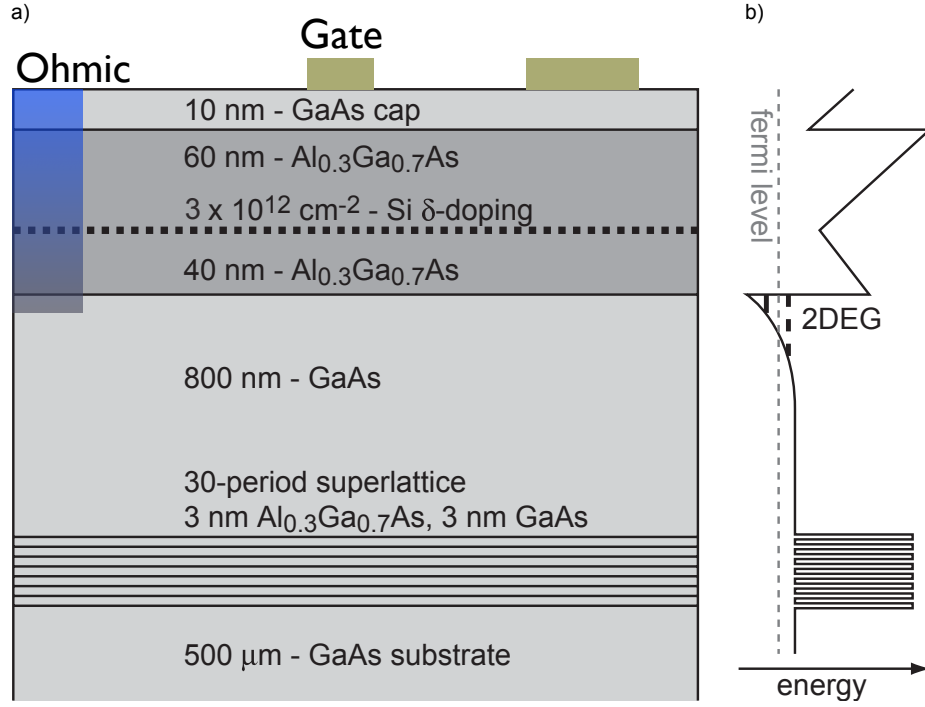 a)
b)
Gate
Ohmic
10 nm - GaAs cap
60 nm - Al0.3Ga0.7As
3 x 10^12 cm^-2 - Si δ-doping
40 nm - Al0.3Ga0.7As
800 nm - GaAs
30-period superlattice
3 nm Al0.3Ga0.7As, 3 nm GaAs
500 μm - GaAs substrate
fermi level
2DEG
energy